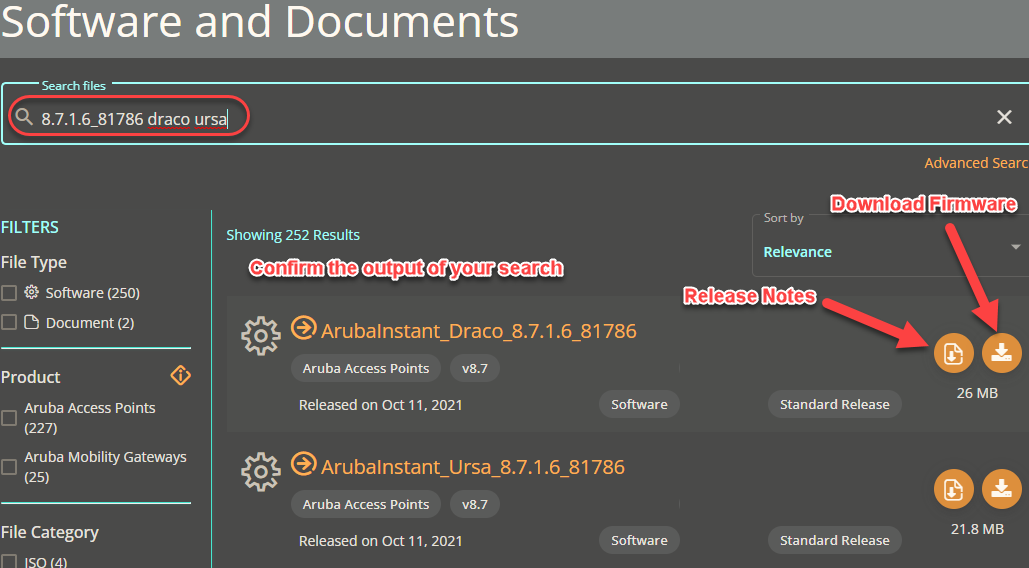 Software and Documents
Search files
8.7.1.6_81786 draco ursa
Advanced Searc
Download Firmware
FILTERS
Sort by
Showing 252 Results
Relevance
File Type
Confirm the output of your search
Software (250)
Release Notes
Document (2)
ArubaInstant_Draco_8.7.1.6_81786
Aruba Access Points
v8.7
Product
26 MB
Released on Oct 11, 2021
Software
Standard Release
Aruba Access Points
(227)
Aruba Mobility Gateways
(25)
ArubaInstant_Ursa_8.7.1.6_81786
Aruba Access Points
v8.7
21.8 MB
File Category
Released on Oct 11, 2021
Software
Standard Release
ISO (4)